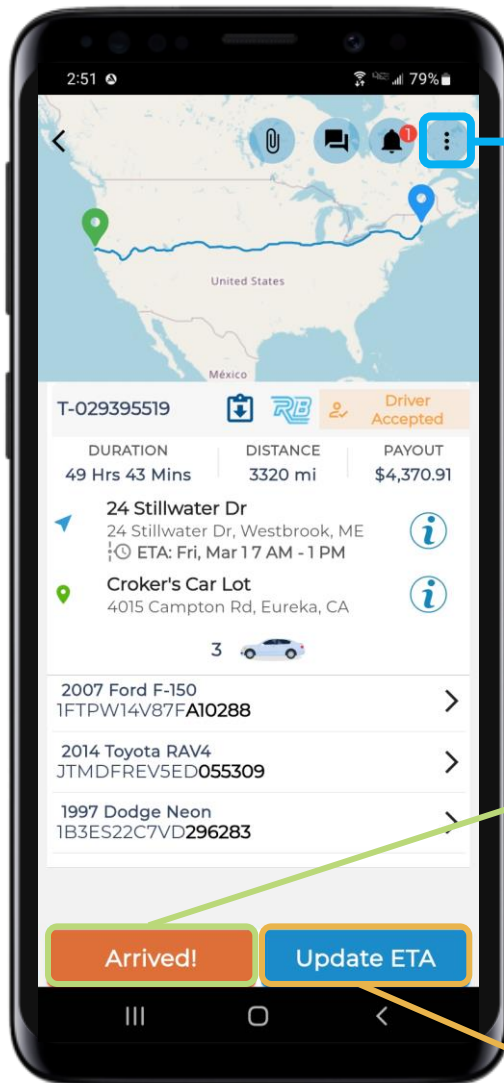 2:51 79%
1
United States
México
T-029395519 RB Driver Accepted
DURATION DISTANCE PAYOUT
49 Hrs 43 Mins 3320 mi $4,370.91
24 Stillwater Dr
24 Stillwater Dr, Westbrook, ME
ETA: Fri, Mar 1 7 AM - 1 PM
i
Croker's Car Lot
4015 Campton Rd, Eureka, CA
i
3
2007 Ford F-150
1FTPW14V87FA10288
2014 Toyota RAV4
JTMDFREV5ED055309
1997 Dodge Neon
1B3ES22C7VD296283
Arrived! Update ETA